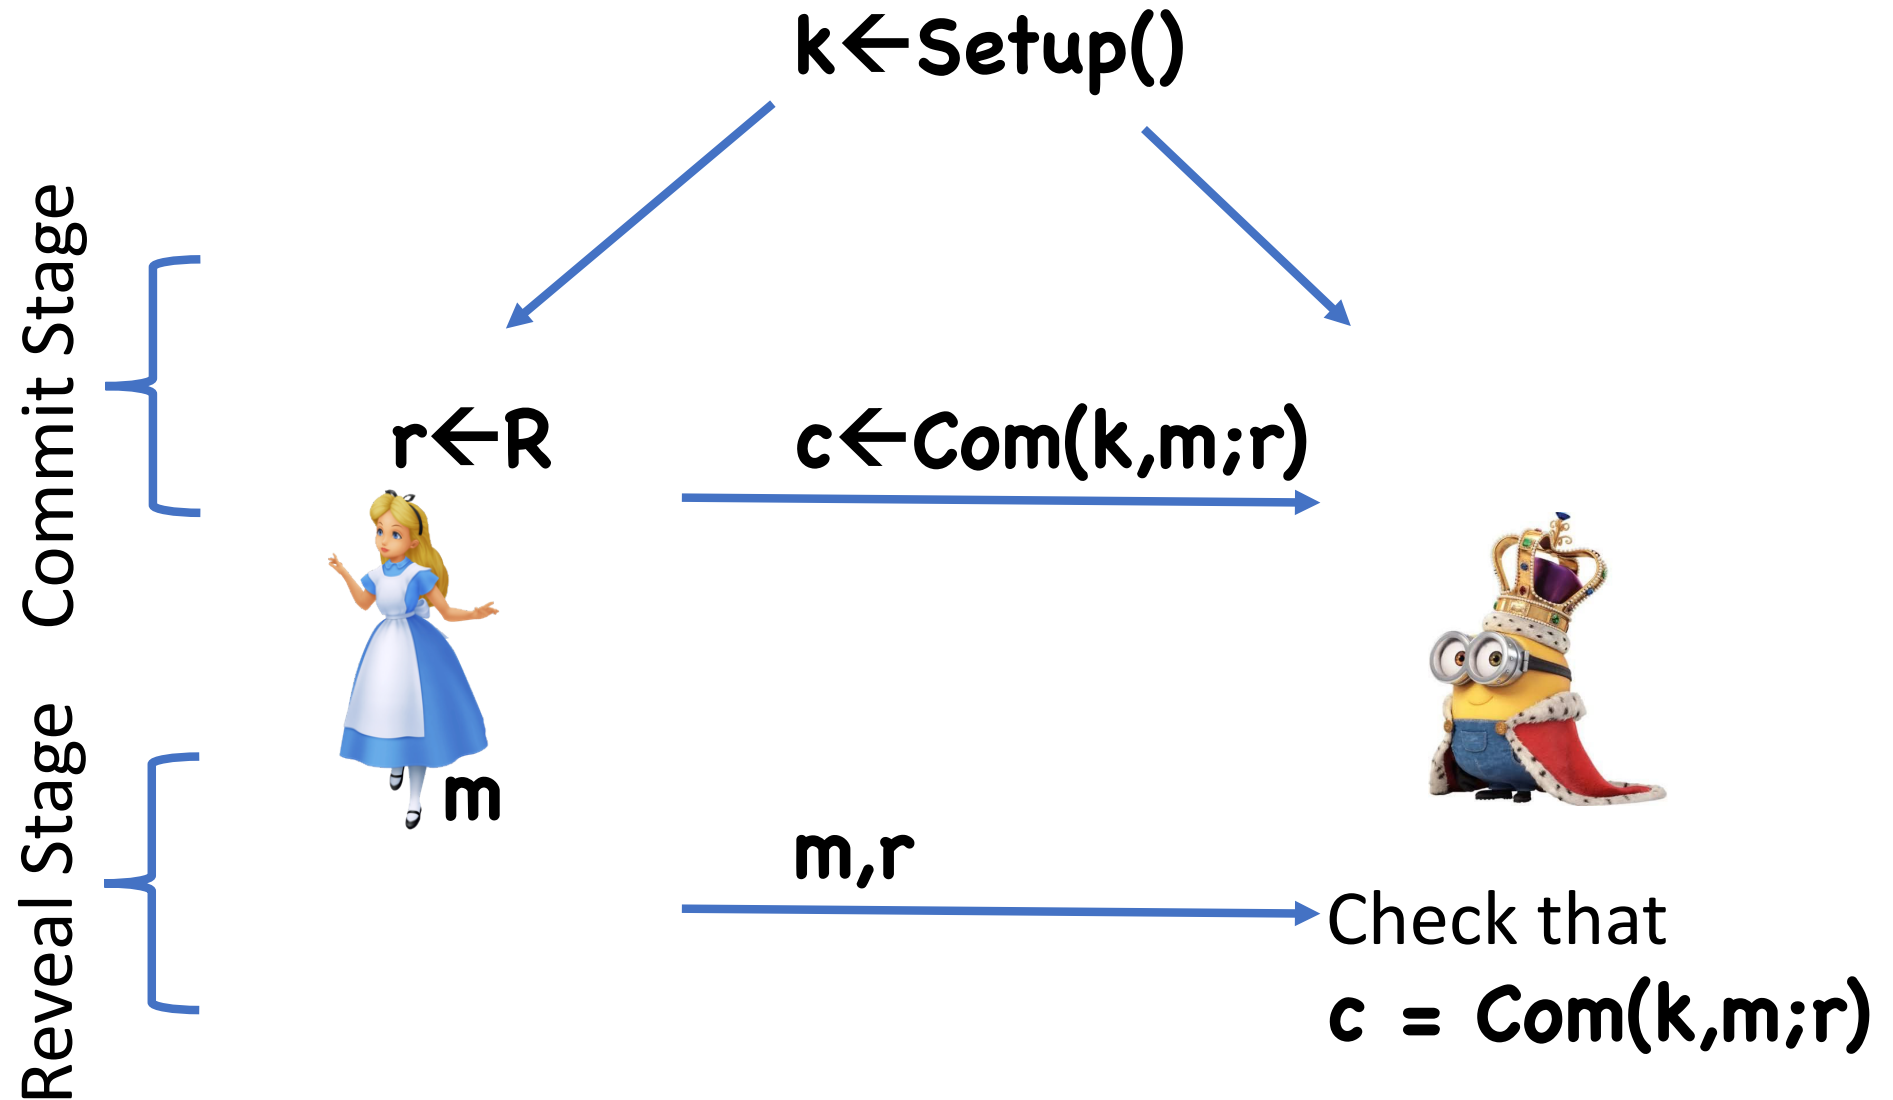 k←Setup()
Commit Stage
r←R
c←Com(k,m;r)
m
Reveal Stage
m,r
Check that
c = Com(k,m;r)